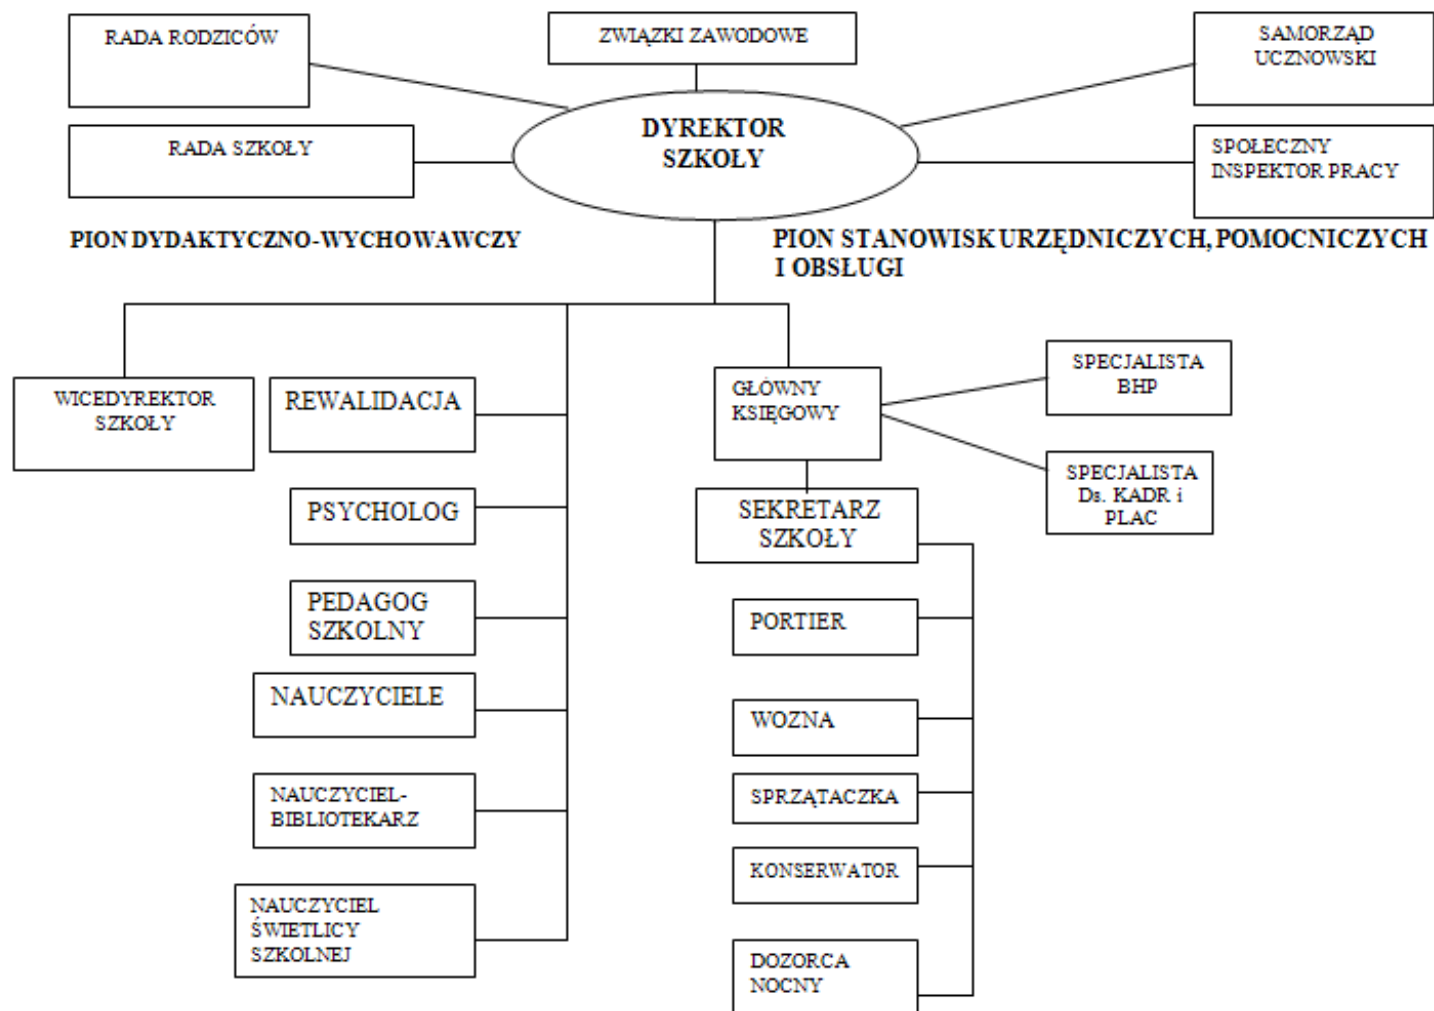 RADA RODZICÓW
ZWIĄZKI ZAWODOWE
SAMORZĄD
UCZNOWSKI
RADA SZKOŁY
DYREKTOR
SZKOŁY
SPOŁECZNY
INSPEKTOR PRACY
PION DYDAKTYCZNO-WYCHOWAWCZY
PION STANOWISK URZĘDNICZYCH, POMOCNICZYCH
I OBSŁUGI
WICEDYREKTOR
SZKOŁY
REWALIDACJA
PSYCHOLOG
PEDAGOG
SZKOLNY
NAUCZYCIELE
NAUCZYCIEL-
BIBLIOTEKARZ
NAUCZYCIEL
ŚWIETLICY
SZKOLNEJ
GŁÓWNY
KSIĘGOWY
SPECJALISTA
BHP
SPECJALISTA
Ds. KADR i
PLAC
SEKRETARZ
SZKOŁY
PORTIER
WOZNA
SPRZĄTACZKA
KONSERWATOR
DOZORCA
NOCNY